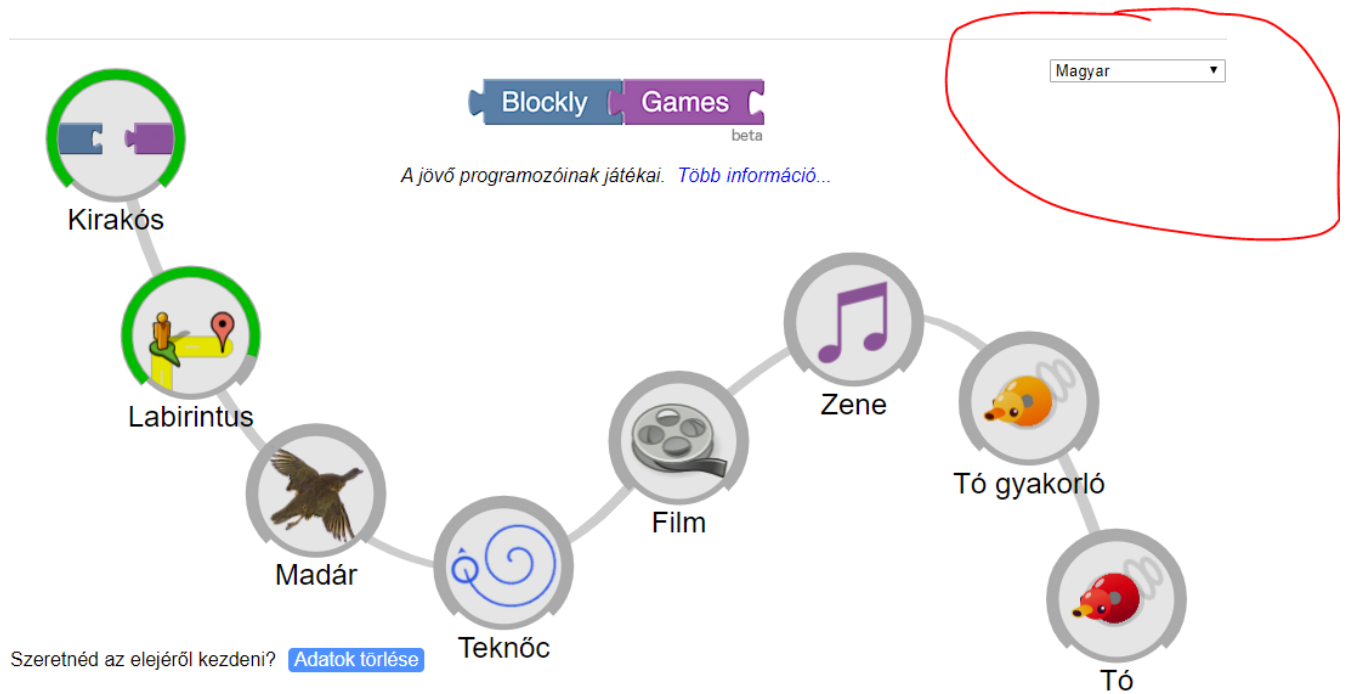 Magyar
Blockly Games
beta
A jövő programozóinak játékai. Több információ...
Kirakós
Labirintus
Madár
Teknőc
Film
Zene
Tó gyakorló
Tó
Szeretnéd az elejéről kezdeni? Adatok törlése